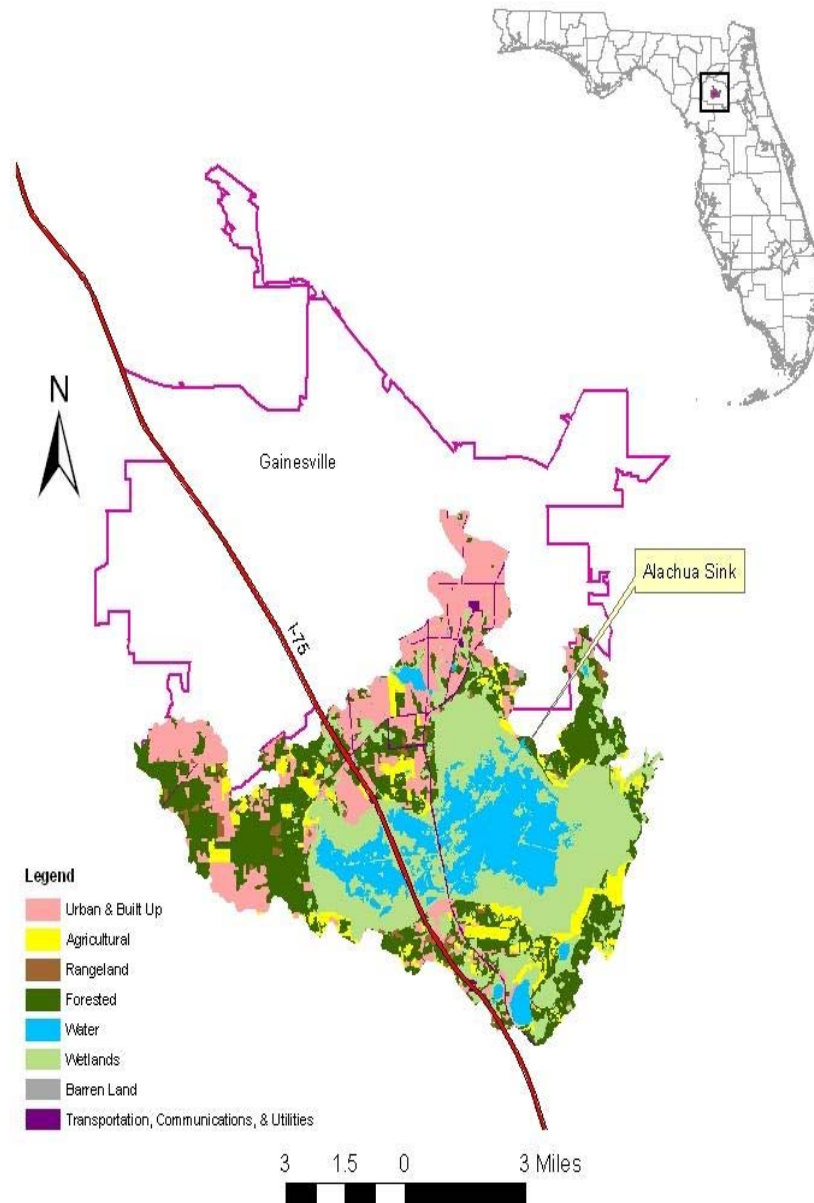 N
Gainesville
Alachua Sink
I-75
Legend
Urban & Built Up
Agricultural
Rangeland
Forested
Water
Wetlands
Barren Land
Transportation, Communications, & Utilities
3 1.5 0 3 Miles